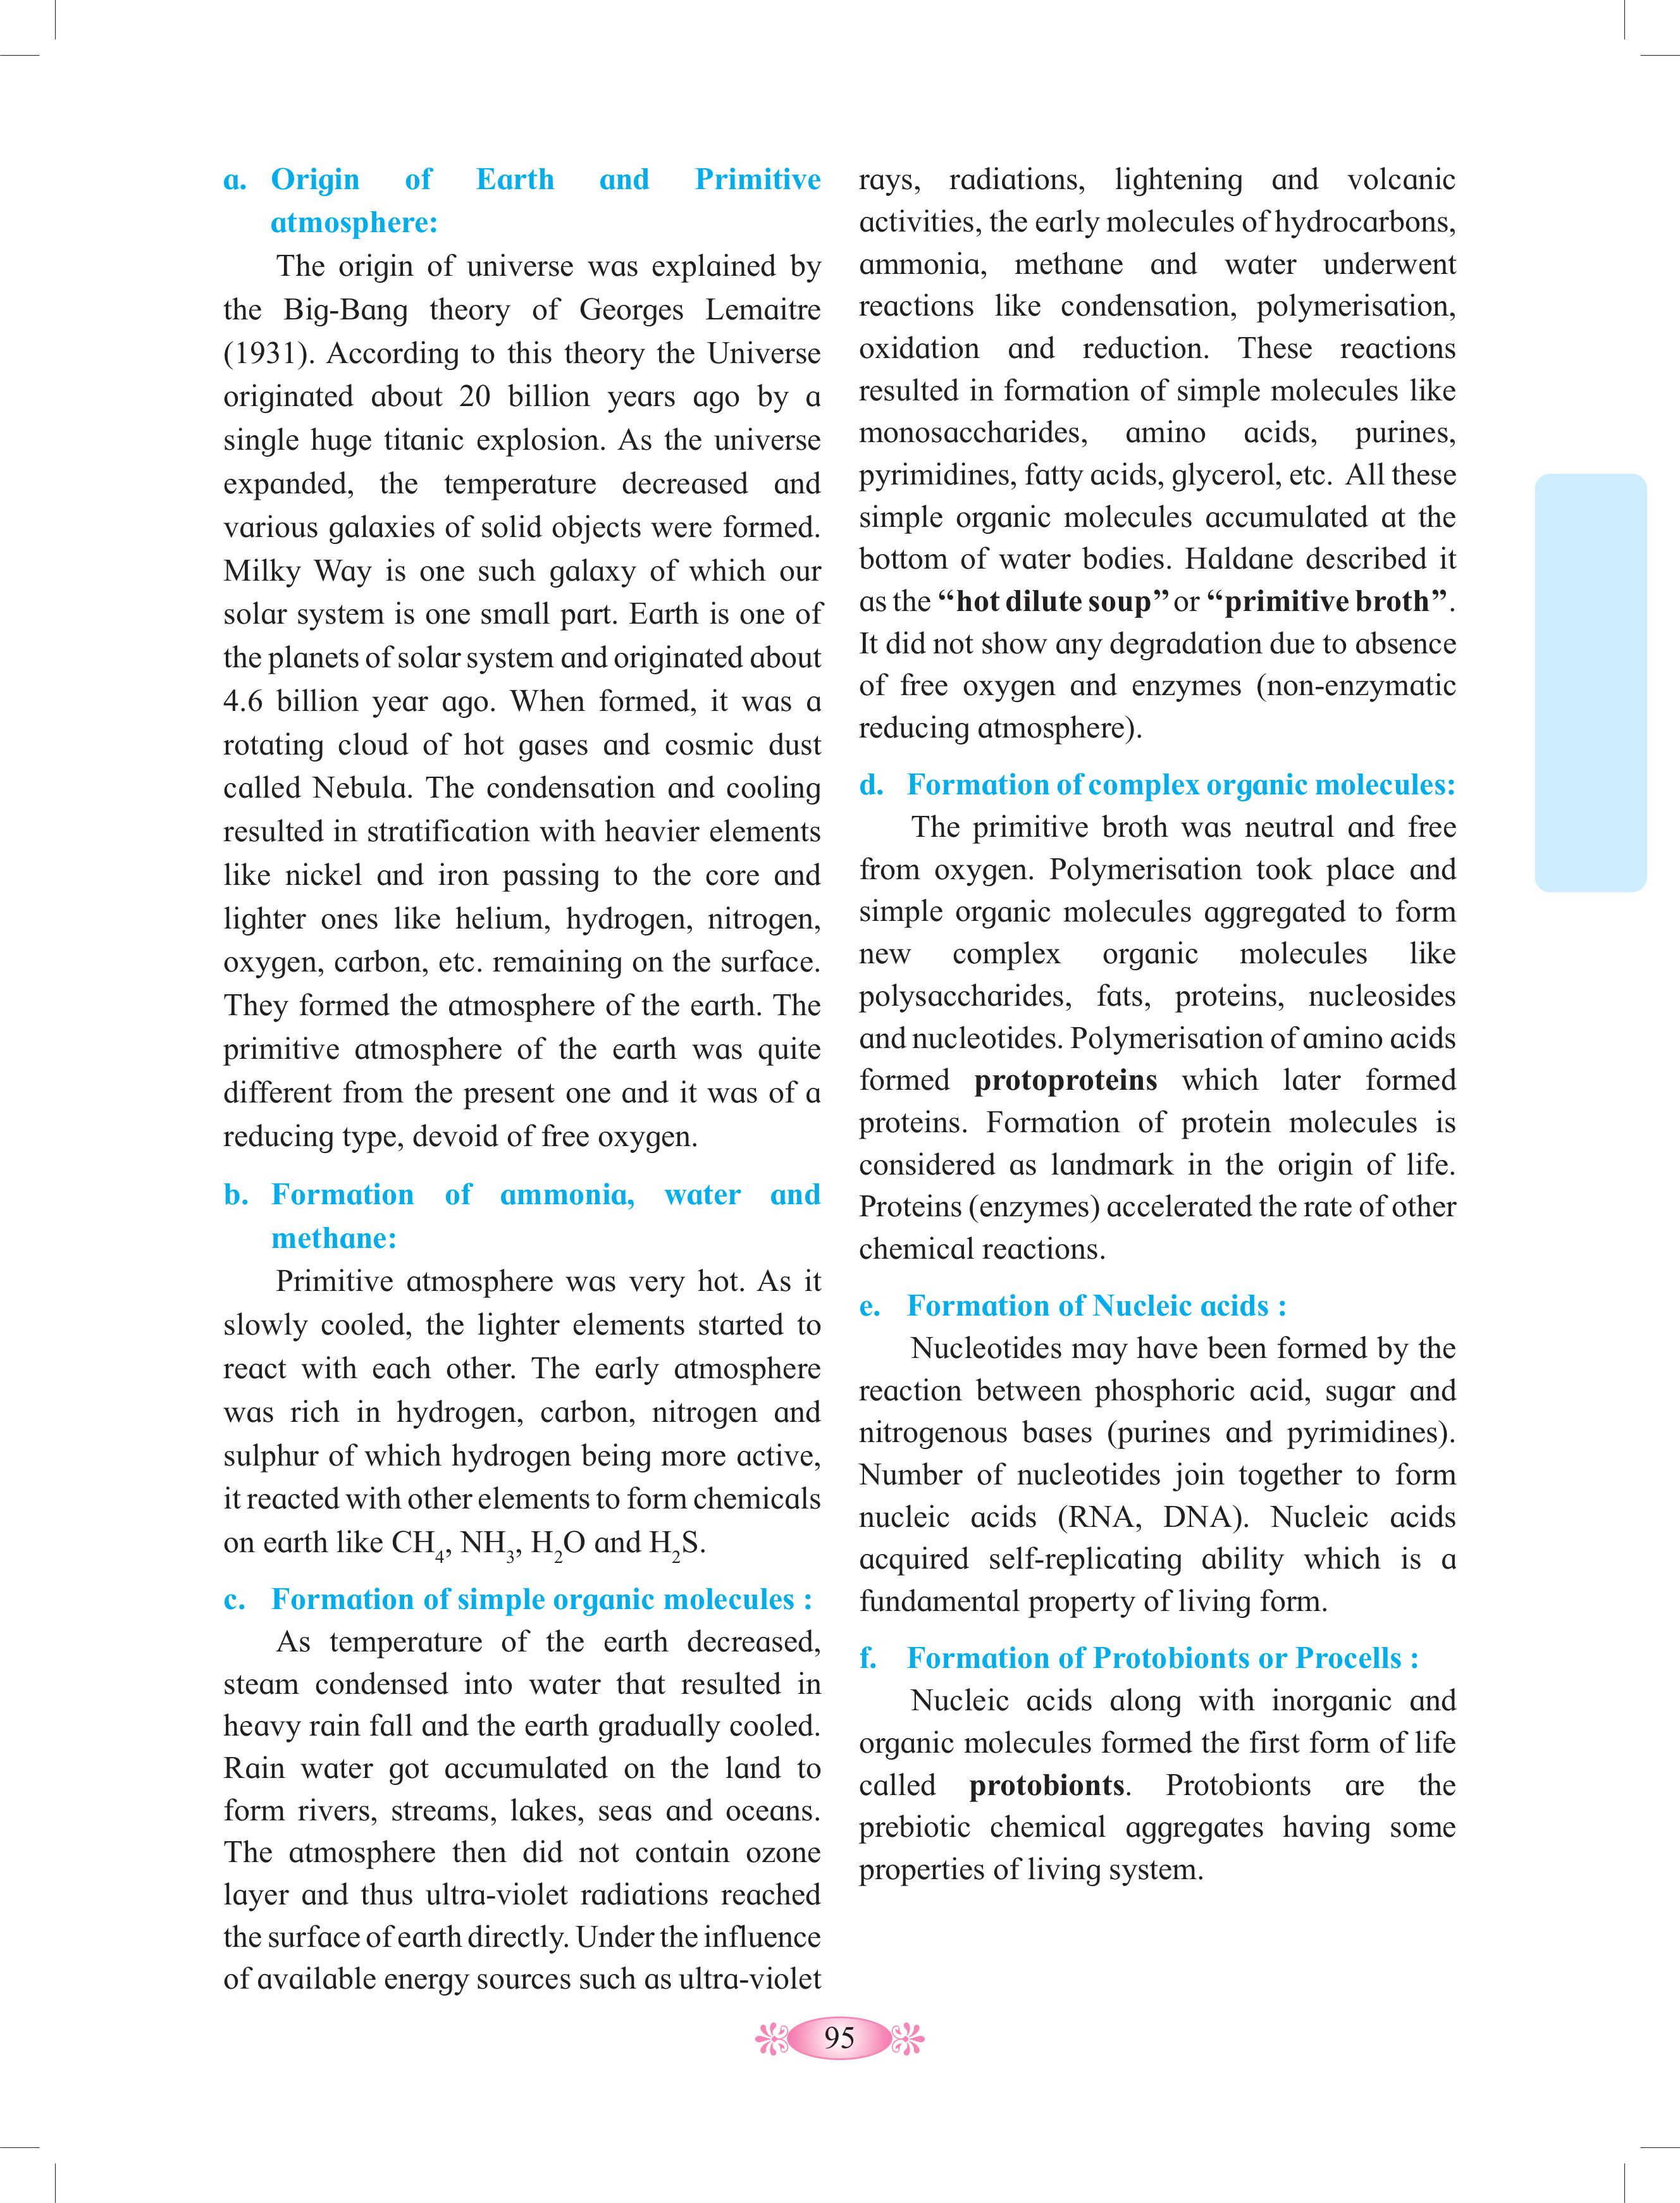 a. Origin of Earth and Primitive
atmosphere:
The origin of universe was explained by
the Big-Bang theory of Georges Lemaitre
(1931). According to this theory the Universe
originated about 20 billion years ago by a
single huge titanic explosion. As the universe
expanded, the temperature decreased and
various galaxies of solid objects were formed.
Milky Way is one such galaxy of which our
solar system is one small part. Earth is one of
the planets of solar system and originated about
4.6 billion year ago. When formed, it was a
rotating cloud of hot gases and cosmic dust
called Nebula. The condensation and cooling
resulted in stratification with heavier elements
like nickel and iron passing to the core and
lighter ones like helium, hydrogen, nitrogen,
oxygen, carbon, etc. remaining on the surface.
They formed the atmosphere of the earth. The
primitive atmosphere of the earth was quite
different from the present one and it was of a
reducing type, devoid of free oxygen.
b. Formation of ammonia, water and
methane:
Primitive atmosphere was very hot. As it
slowly cooled, the lighter elements started to
react with each other. The early atmosphere
was rich in hydrogen, carbon, nitrogen and
sulphur of which hydrogen being more active,
it reacted with other elements to form chemicals
on earth like CH₄, NH₃, H₂O and H₂S.
c. Formation of simple organic molecules :
As temperature of the earth decreased,
steam condensed into water that resulted in
heavy rain fall and the earth gradually cooled.
Rain water got accumulated on the land to
form rivers, streams, lakes, seas and oceans.
The atmosphere then did not contain ozone
layer and thus ultra-violet radiations reached
the surface of earth directly. Under the influence
of available energy sources such as ultra-violet
rays, radiations, lightening and volcanic
activities, the early molecules of hydrocarbons,
ammonia, methane and water underwent
reactions like condensation, polymerisation,
oxidation and reduction. These reactions
resulted in formation of simple molecules like
monosaccharides, amino acids, purines,
pyrimidines, fatty acids, glycerol, etc. All these
simple organic molecules accumulated at the
bottom of water bodies. Haldane described it
as the “hot dilute soup” or “primitive broth”.
It did not show any degradation due to absence
of free oxygen and enzymes (non-enzymatic
reducing atmosphere).
d. Formation of complex organic molecules:
The primitive broth was neutral and free
from oxygen. Polymerisation took place and
simple organic molecules aggregated to form
new complex organic molecules like
polysaccharides, fats, proteins, nucleosides
and nucleotides. Polymerisation of amino acids
formed protoproteins which later formed
proteins. Formation of protein molecules is
considered as landmark in the origin of life.
Proteins (enzymes) accelerated the rate of other
chemical reactions.
e. Formation of Nucleic acids :
Nucleotides may have been formed by the
reaction between phosphoric acid, sugar and
nitrogenous bases (purines and pyrimidines).
Number of nucleotides join together to form
nucleic acids (RNA, DNA). Nucleic acids
acquired self-replicating ability which is a
fundamental property of living form.
f. Formation of Protobionts or Procells :
Nucleic acids along with inorganic and
organic molecules formed the first form of life
called protobionts. Protobionts are the
prebiotic chemical aggregates having some
properties of living system.
95